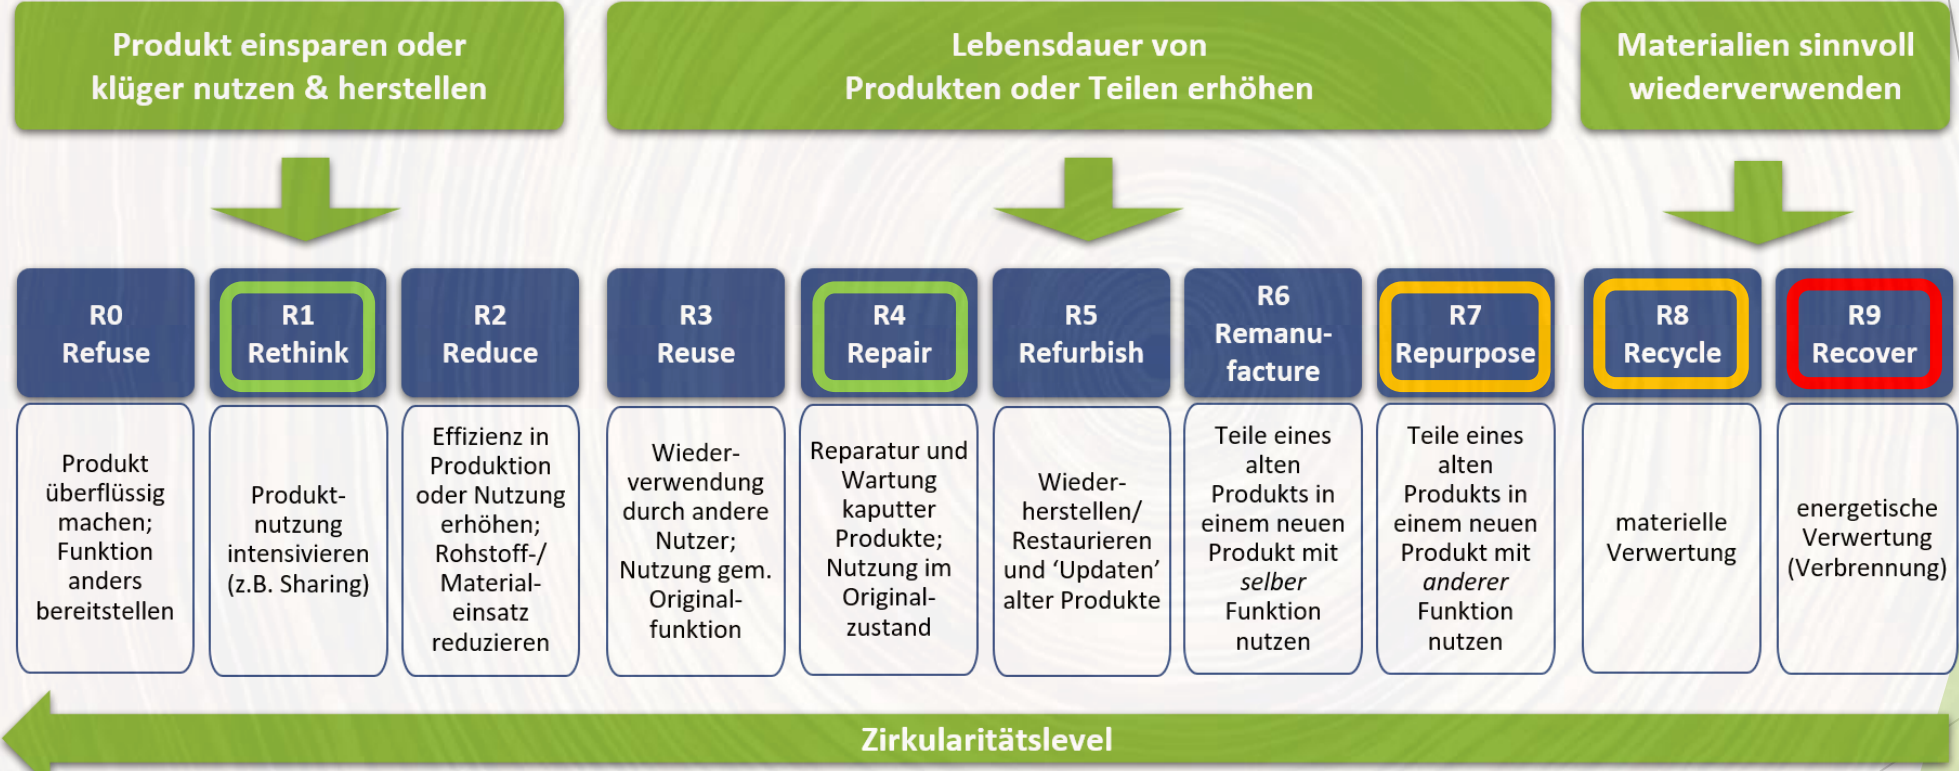 Produkt einsparen oder
klüger nutzen & herstellen
Lebensdauer von
Produkten oder Teilen erhöhen
Materialien sinnvoll
wiederverwenden
R0
Refuse
R1
Rethink
R2
Reduce
R3
Reuse
R4
Repair
R5
Refurbish
R6
Remanu-
facture
R7
Repurpose
R8
Recycle
R9
Recover
Produkt
überflüssig
machen;
Funktion
anders
bereitstellen
Produkt-
nutzung
intensivieren
(z.B. Sharing)
Effizienz in
Produktion
oder Nutzung
erhöhen;
Rohstoff-/
Material-
einsatz
reduzieren
Wieder-
verwendung
durch andere
Nutzer;
Nutzung gem.
Original-
funktion
Reparatur und
Wartung
kaputter
Produkte;
Nutzung im
Original-
zustand
Wieder-
herstellen/
Restaurieren
und ‘Updaten’
alter Produkte
Teile eines
alten
Produkts in
einem neuen
Produkt mit
selber
Funktion
nutzen
Teile eines
alten
Produkts in
einem neuen
Produkt mit
anderer
Funktion
nutzen
materielle
Verwertung
energetische
Verwertung
(Verbrennung)
Zirkularitätslevel